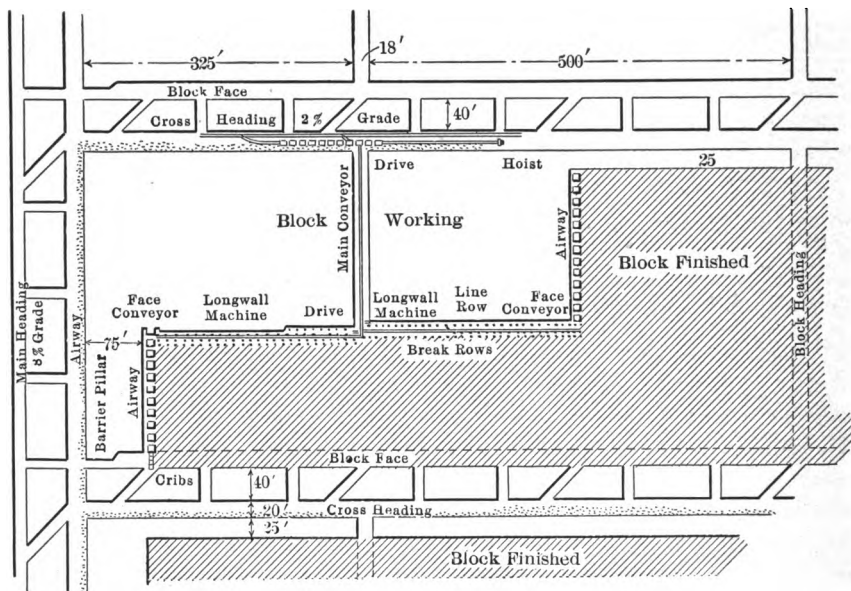 325′
18′
500′
Block Face
Cross Heading 2% Grade
40′
Drive Hoist
25
Block
Main Conveyor
Working
Airway
Block Finished
Block Heading
Main Heading
8% Grade
Airway
Face
Conveyor
Longwall
Machine
Drive
Longwall
Machine
Line
Row
Face
Conveyor
75′
Break Rows
Barrier Pillar
Airway
Block Face
Cribs
40′
20′
Cross Heading
25′
Block Finished